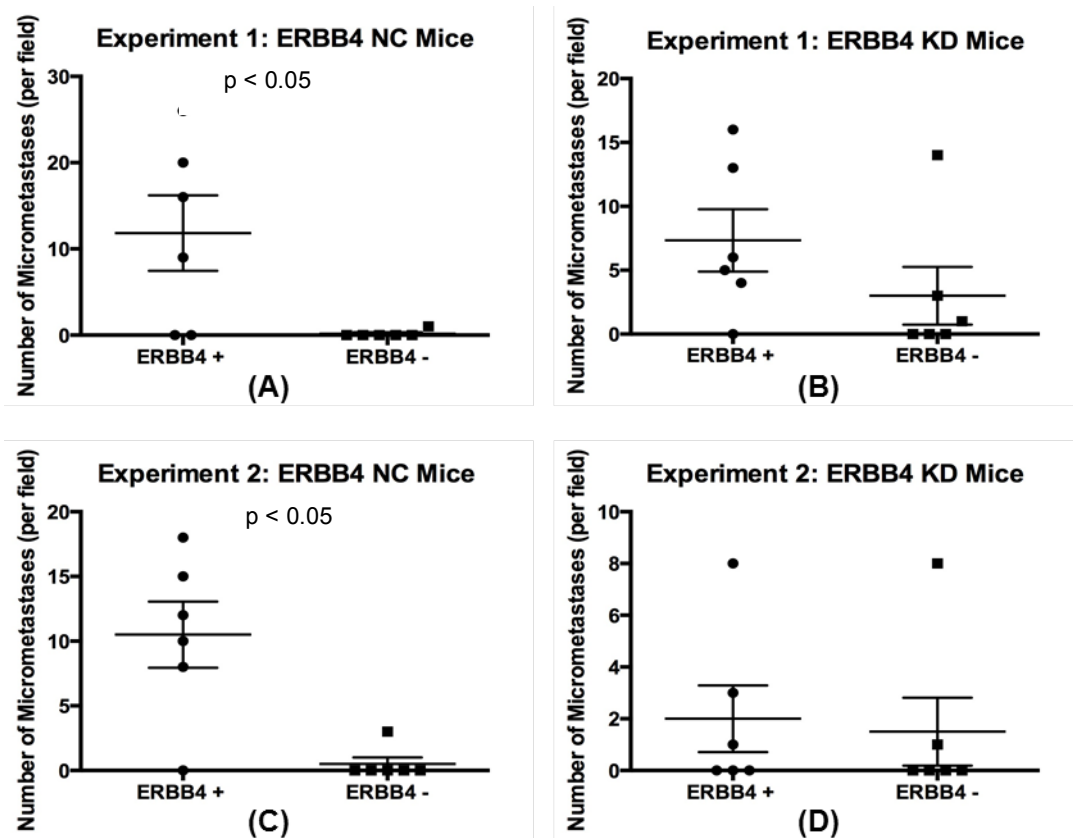 Experiment 1: ERBB4 NC Mice
p < 0.05
Number of Micrometastases (per field)
30
20
10
0
ERBB4 +
ERBB4 -
(A)
Experiment 1: ERBB4 KD Mice
Number of Micrometastases (per field)
20
15
10
5
0
ERBB4 +
ERBB4 -
(B)
Experiment 2: ERBB4 NC Mice
p < 0.05
Number of Micrometastases (per field)
20
15
10
5
0
ERBB4 +
ERBB4 -
(C)
Experiment 2: ERBB4 KD Mice
Number of Micrometastases (per field)
10
8
6
4
2
0
ERBB4 +
ERBB4 -
(D)